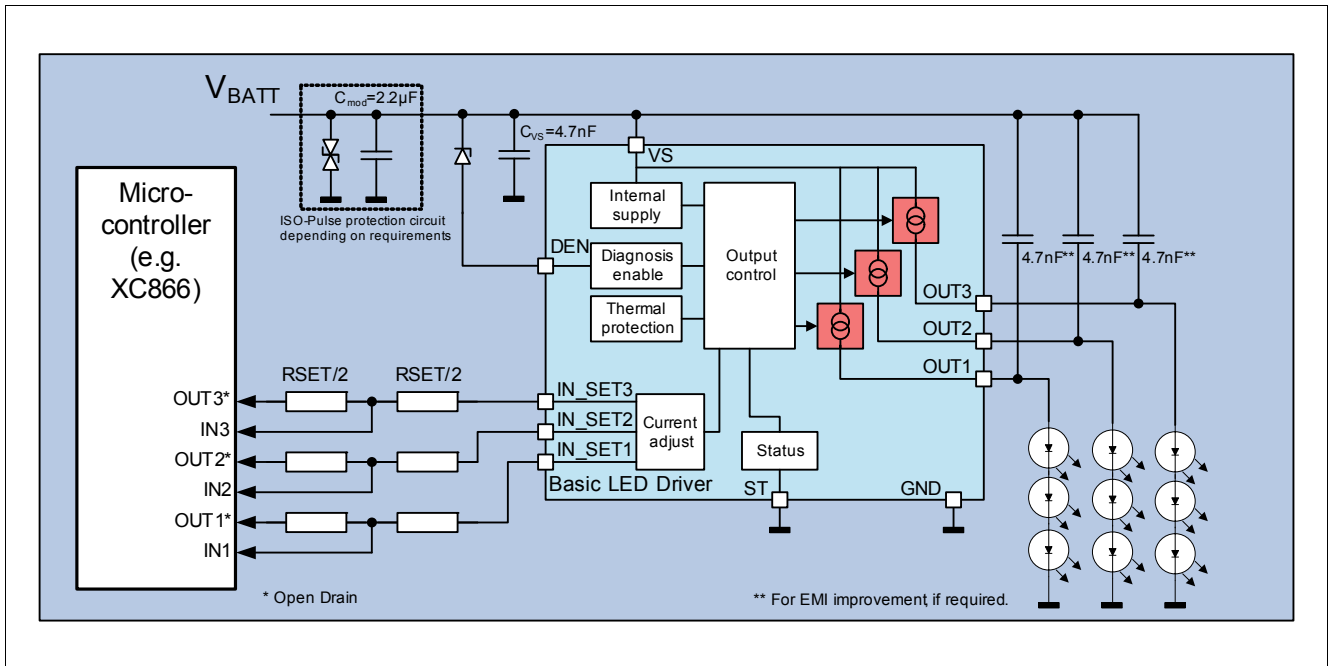 V_BATT
C_mod=2.2µF
C_VS=4.7nF
ISO-Pulse protection circuit
depending on requirements
Micro-
controller
(e.g.
XC866)
OUT3*
IN3
OUT2*
IN2
OUT1*
IN1
RSET/2
RSET/2
VS
Internal
supply
DEN
Diagnosis
enable
Thermal
protection
Output
control
IN_SET3
IN_SET2
IN_SET1
Current
adjust
Status
Basic LED Driver
ST
GND
OUT3
OUT2
OUT1
4.7nF**
4.7nF**
4.7nF**
* Open Drain
** For EMI improvement, if required.